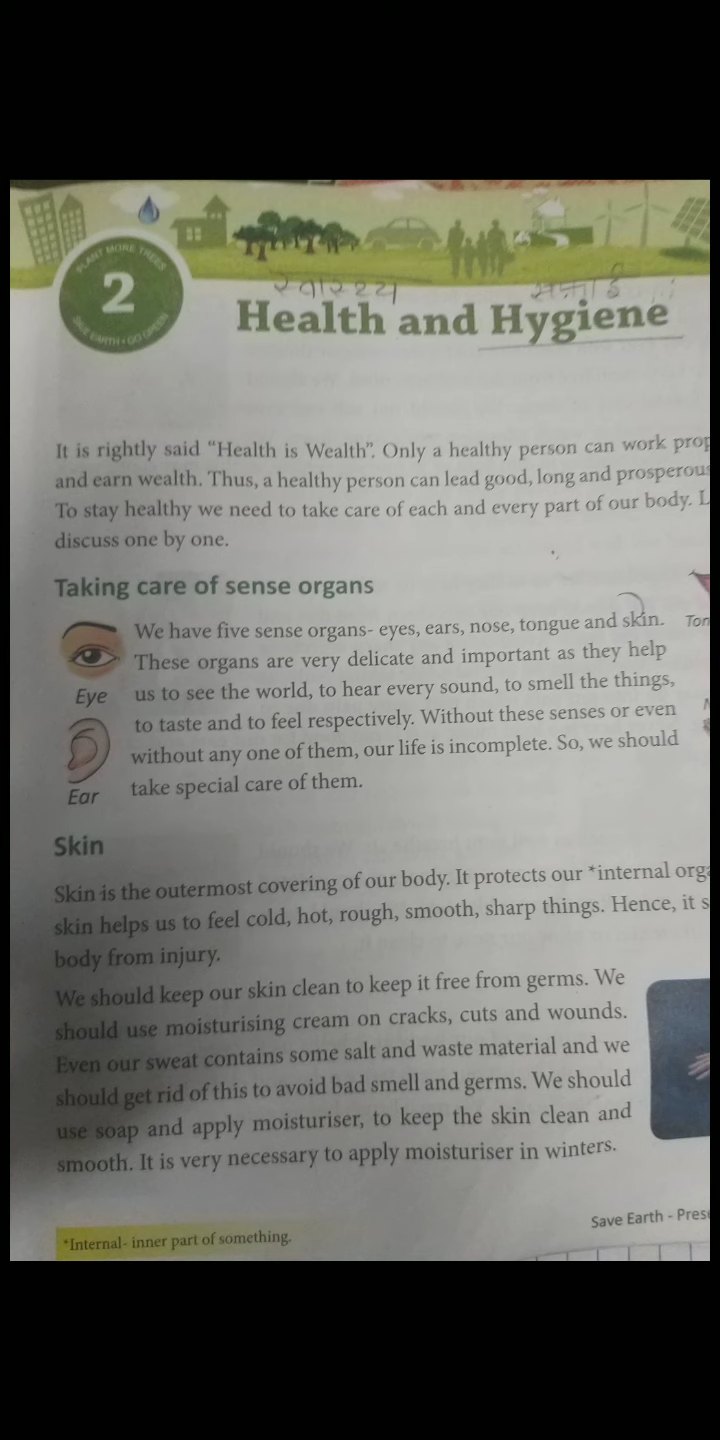 PLANT MORE TREES
2
SAVE EARTH • GO GREEN
स्वास्थ्य सफाई
Health and Hygiene
It is rightly said “Health is Wealth”. Only a healthy person can work
and earn wealth. Thus, a healthy person can lead good, long and prosperous
To stay healthy we need to take care of each and every part of our body.
discuss one by one.
Taking care of sense organs
We have five sense organs- eyes, ears, nose, tongue and skin.
These organs are very delicate and important as they help
Eye
us to see the world, to hear every sound, to smell the things,
to taste and to feel respectively. Without these senses or even
without any one of them, our life is incomplete. So, we should
Ear
take special care of them.
Skin
Skin is the outermost covering of our body. It protects our *internal
skin helps us to feel cold, hot, rough, smooth, sharp things. Hence, it
body from injury.
We should keep our skin clean to keep it free from germs. We
should use moisturising cream on cracks, cuts and wounds.
Even our sweat contains some salt and waste material and we
should get rid of this to avoid bad smell and germs. We should
use soap and apply moisturiser, to keep the skin clean and
smooth. It is very necessary to apply moisturiser in winters.
Save Earth -
*Internal- inner part of something.